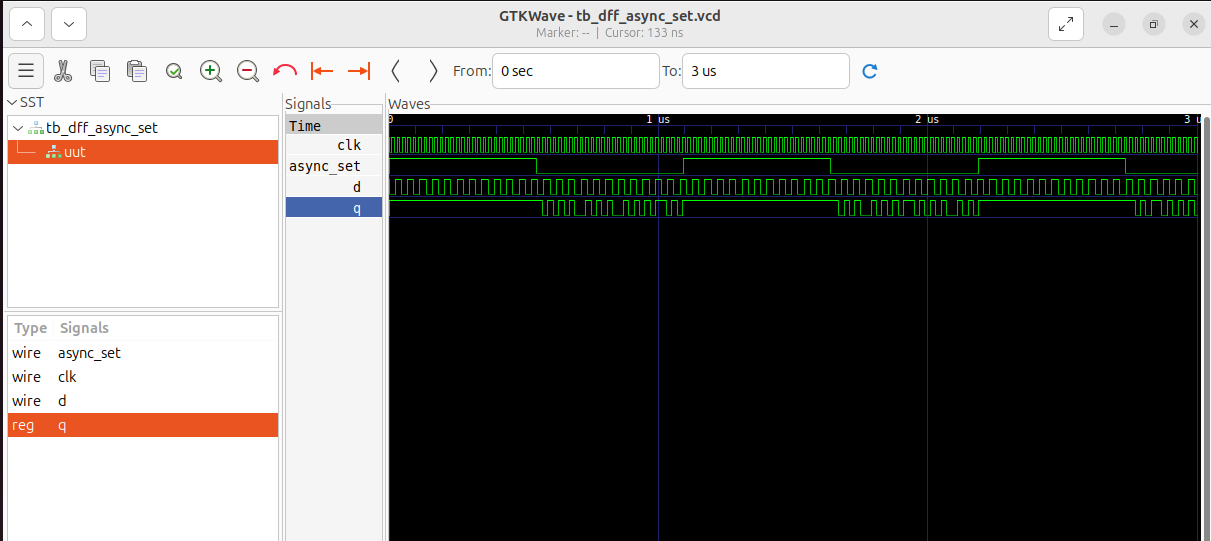 GTKWave - tb_dff_async_set.vcd
Marker: -- | Cursor: 133 ns
From: 0 sec To: 3 us
SST
tb_dff_async_set
uut
Type Signals
wire async_set
wire clk
wire d
reg q
Signals
Time
clk
async_set
d
q
Waves
0 1 us 2 us 3 u